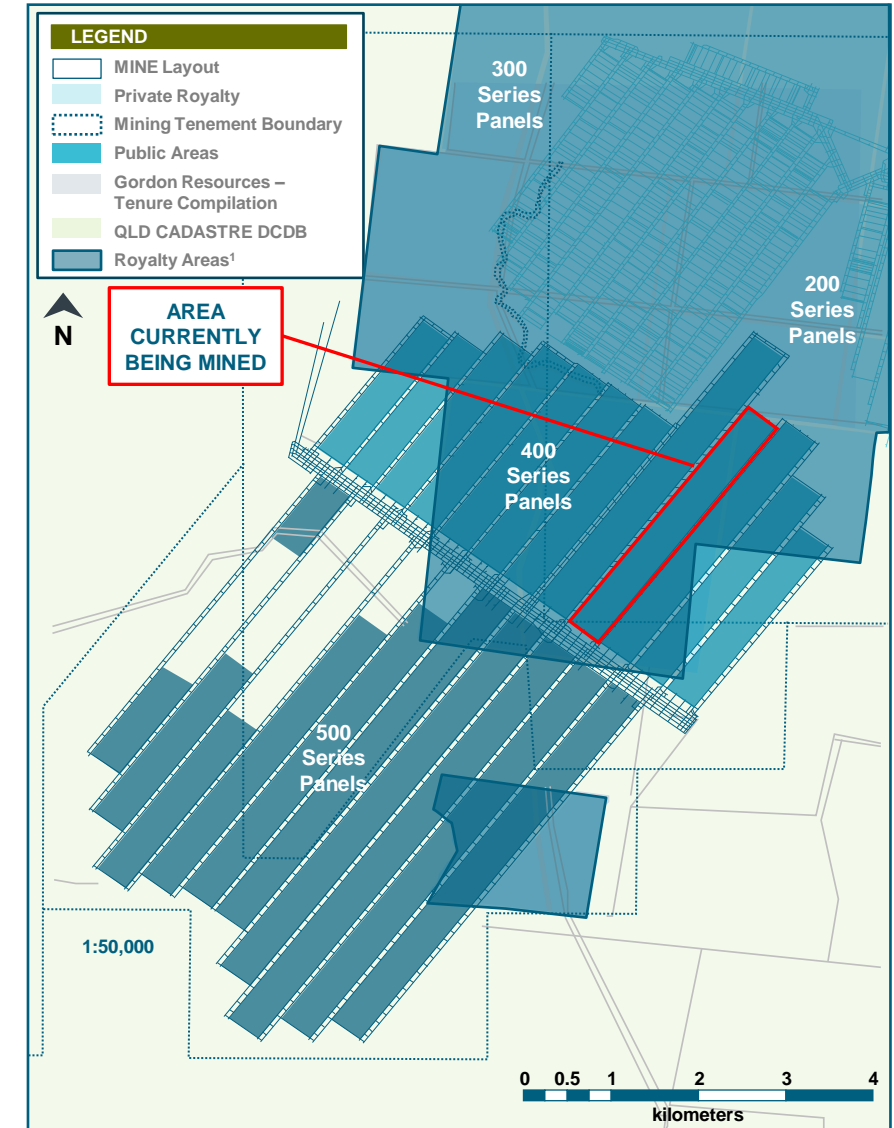 LEGEND
MINE Layout
Private Royalty
Mining Tenement Boundary
Public Areas
Gordon Resources –
Tenure Compilation
QLD CADASTRE DCDB
Royalty Areas¹
N
AREA
CURRENTLY
BEING MINED
300
Series
Panels
200
Series
Panels
400
Series
Panels
500
Series
Panels
1:50,000
0 0.5 1 2 3 4
kilometers